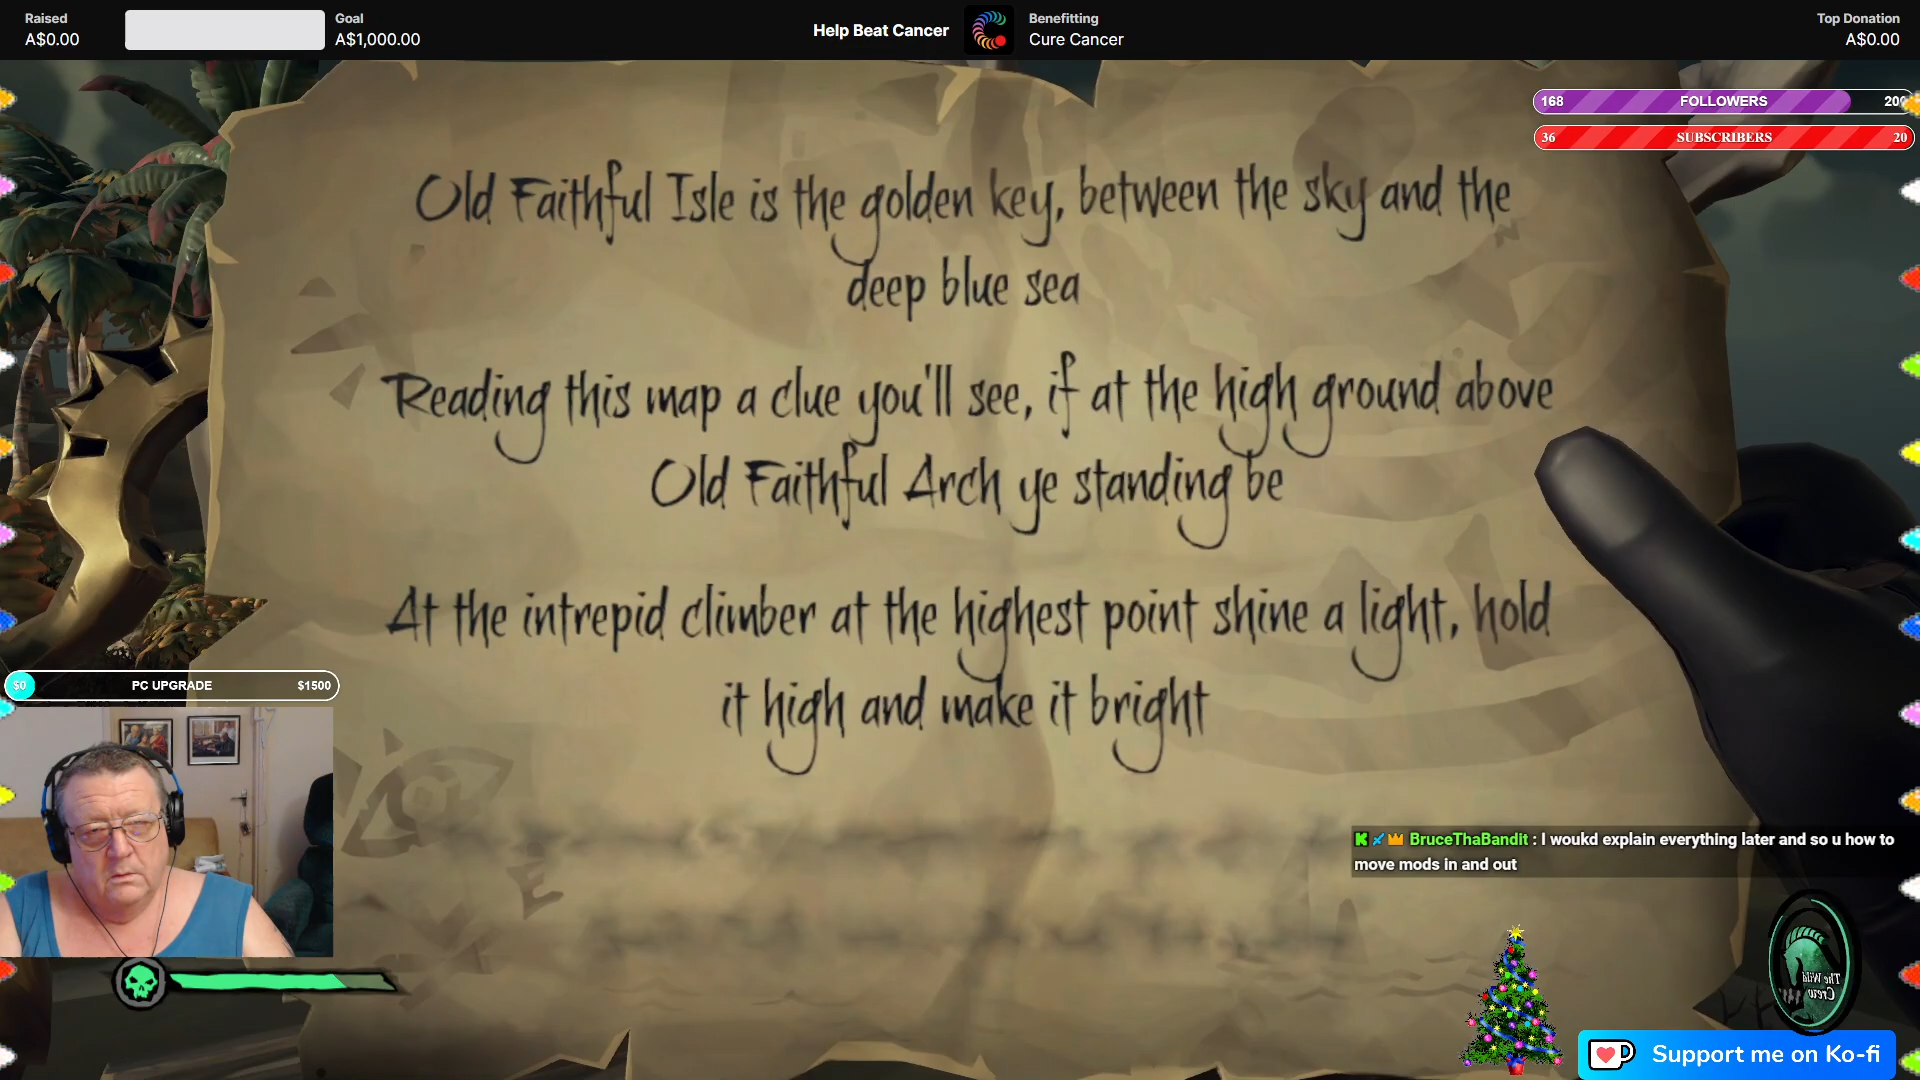 Raised
A$0.00
Goal
A$1,000.00
Help Beat Cancer
Benefitting
Cure Cancer
Top Donation
A$0.00
168 FOLLOWERS 200
36 SUBSCRIBERS 20
Old Faithful Isle is the golden key, between the sky and the
deep blue sea
Reading this map a clue you'll see, if at the high ground above
Old Faithful Arch ye standing be
At the intrepid climber at the highest point shine a light, hold
it high and make it bright
$0 PC UPGRADE $1500
BruceThaBandit : I woukd explain everything later and so u how to
move mods in and out
The Wild
Crew
Support me on Ko-fi